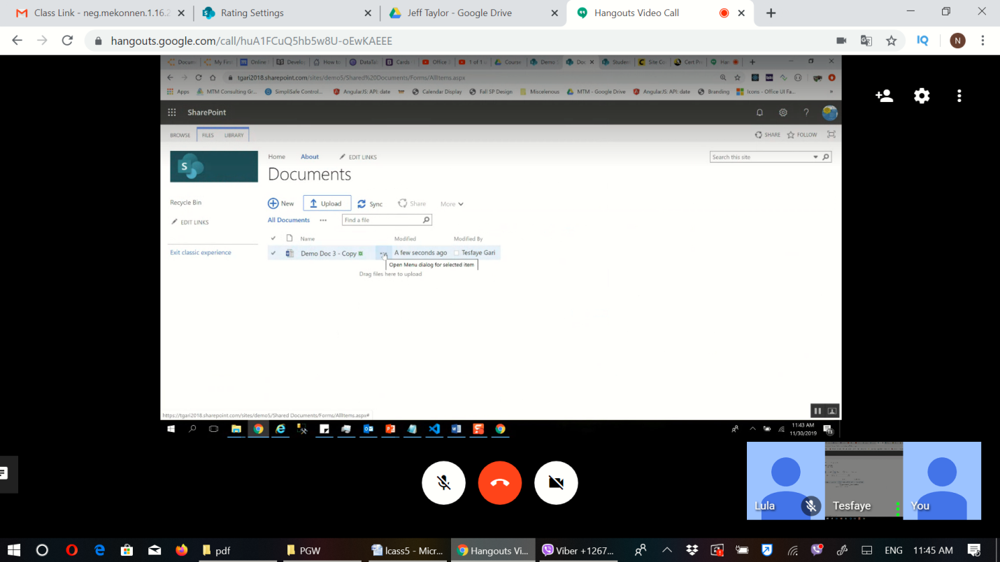 Class Link - neg.mekonnen.1.16.2
Rating Settings
Jeff Taylor - Google Drive
Hangouts Video Call
hangouts.google.com/call/huA1FCuQ5hb5w8U-oEwKAEEE
IQ
N
Docum
My First
Online
Develo
How to
DataTab
Cards
Office
1 of 1
Course
Demo
Doc
Studen
Site Co
Cert Pr
Han
tgari2018.sharepoint.com/sites/demo5/Shared%20Documents/Forms/AllItems.aspx
Apps
MTM Consulting Gr...
SimpliSafe Control...
AngularJS: API: date
Calendar Display
Fall SP Design
Miscelenous
MTM - Google Drive
AngularJS: API: date
Branding
Icons - Office UI Fa...
»
SharePoint
?
BROWSE
FILES
LIBRARY
SHARE
FOLLOW
S
Home
About
EDIT LINKS
Search this site
Documents
Recycle Bin
New
Upload
Sync
Share
More
EDIT LINKS
All Documents
...
Find a file
Name
Modified
Modified By
Exit classic experience
Demo Doc 3 - Copy
...
A few seconds ago
Tesfaye Gari
Open Menu dialog for selected item
Drag files here to upload
https://tgari2018.sharepoint.com/sites/demo5/Shared Documents/Forms/AllItems.aspx#
11:43 AM
11/30/2019
13
Lula
Tesfaye
You
pdf
PGW
lcass5 - Micr...
Hangouts Vi...
Viber +1267...
ENG
11:45 AM